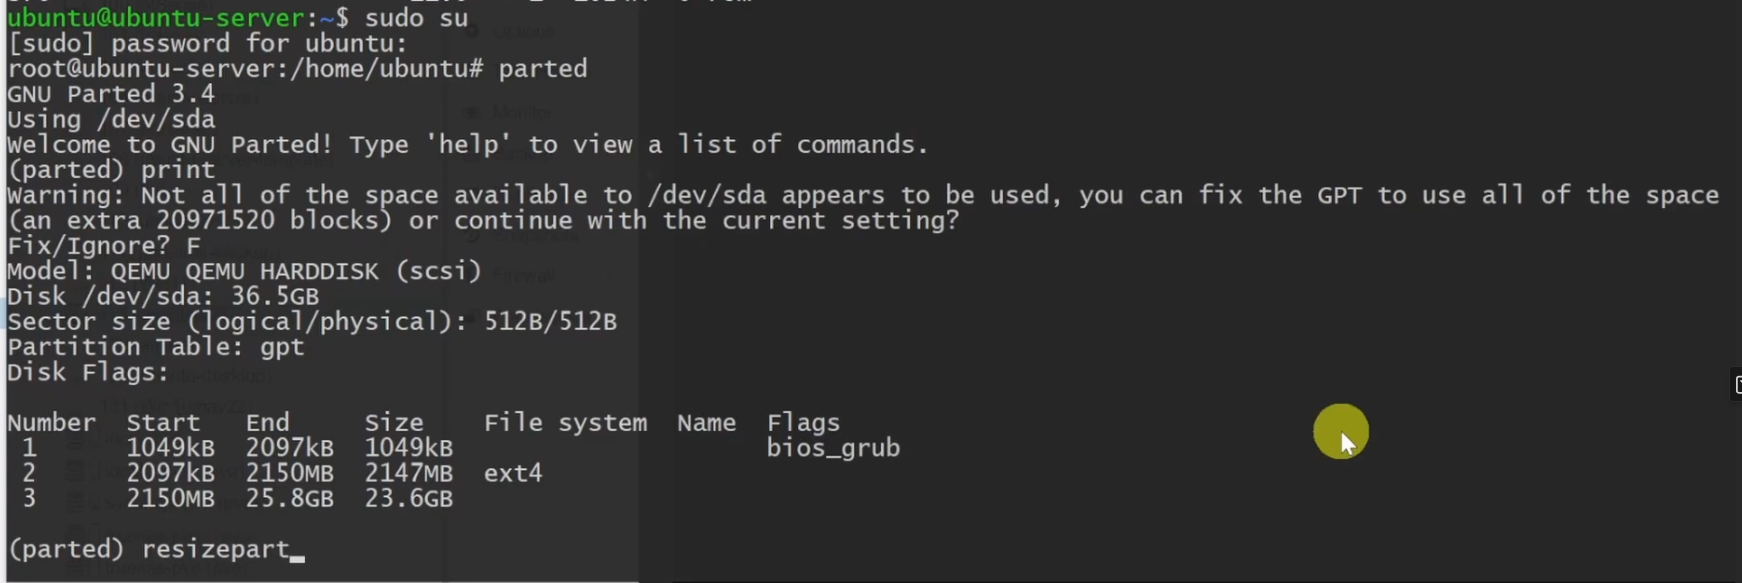 ubuntu@ubuntu-server:~$ sudo su
[sudo] password for ubuntu:
root@ubuntu-server:/home/ubuntu# parted
GNU Parted 3.4
Using /dev/sda
Welcome to GNU Parted! Type 'help' to view a list of commands.
(parted) print
Warning: Not all of the space available to /dev/sda appears to be used, you can fix the GPT to use all of the space
(an extra 20971520 blocks) or continue with the current setting?
Fix/Ignore? F
Model: QEMU QEMU HARDDISK (scsi)
Disk /dev/sda: 36.5GB
Sector size (logical/physical): 512B/512B
Partition Table: gpt
Disk Flags:
Number  Start   End     Size    File system  Name  Flags
 1      1049kB  2097kB  1049kB                     bios_grub
 2      2097kB  2150MB  2147MB  ext4
 3      2150MB  25.8GB  23.6GB
(parted) resizepart